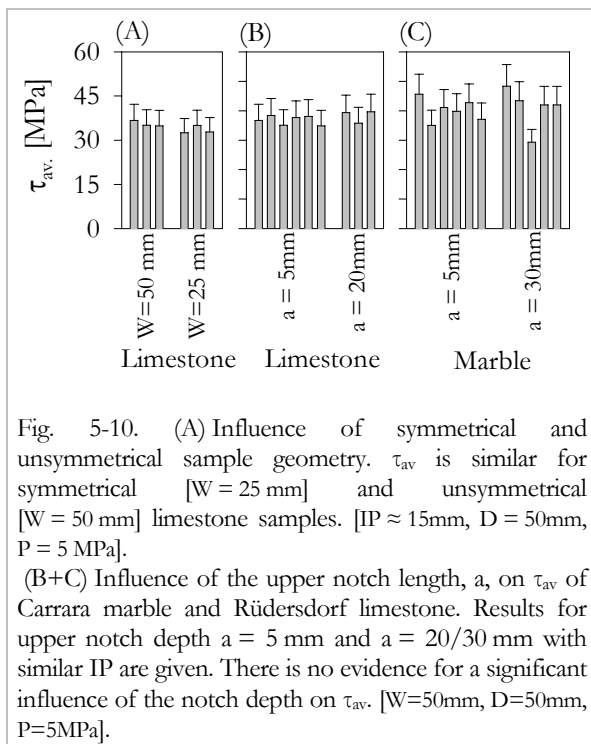 (A) (B) (C)
60
45
30
15
0
τav. [MPa]
W=50 mm
W=25 mm
a = 5mm
a = 20mm
a = 5mm
a = 30mm
Limestone Limestone Marble
Fig. 5-10. (A) Influence of symmetrical and
unsymmetrical sample geometry. τav is similar for
symmetrical [W = 25 mm] and unsymmetrical
[W = 50 mm] limestone samples. [IP ≈ 15mm, D = 50mm,
P = 5 MPa].
(B+C) Influence of the upper notch length, a, on τav of
Carrara marble and Rüdersdorf limestone. Results for
upper notch depth a = 5 mm and a = 20/30 mm with
similar IP are given. There is no evidence for a significant
influence of the notch depth on τav. [W=50mm, D=50mm,
P=5MPa].